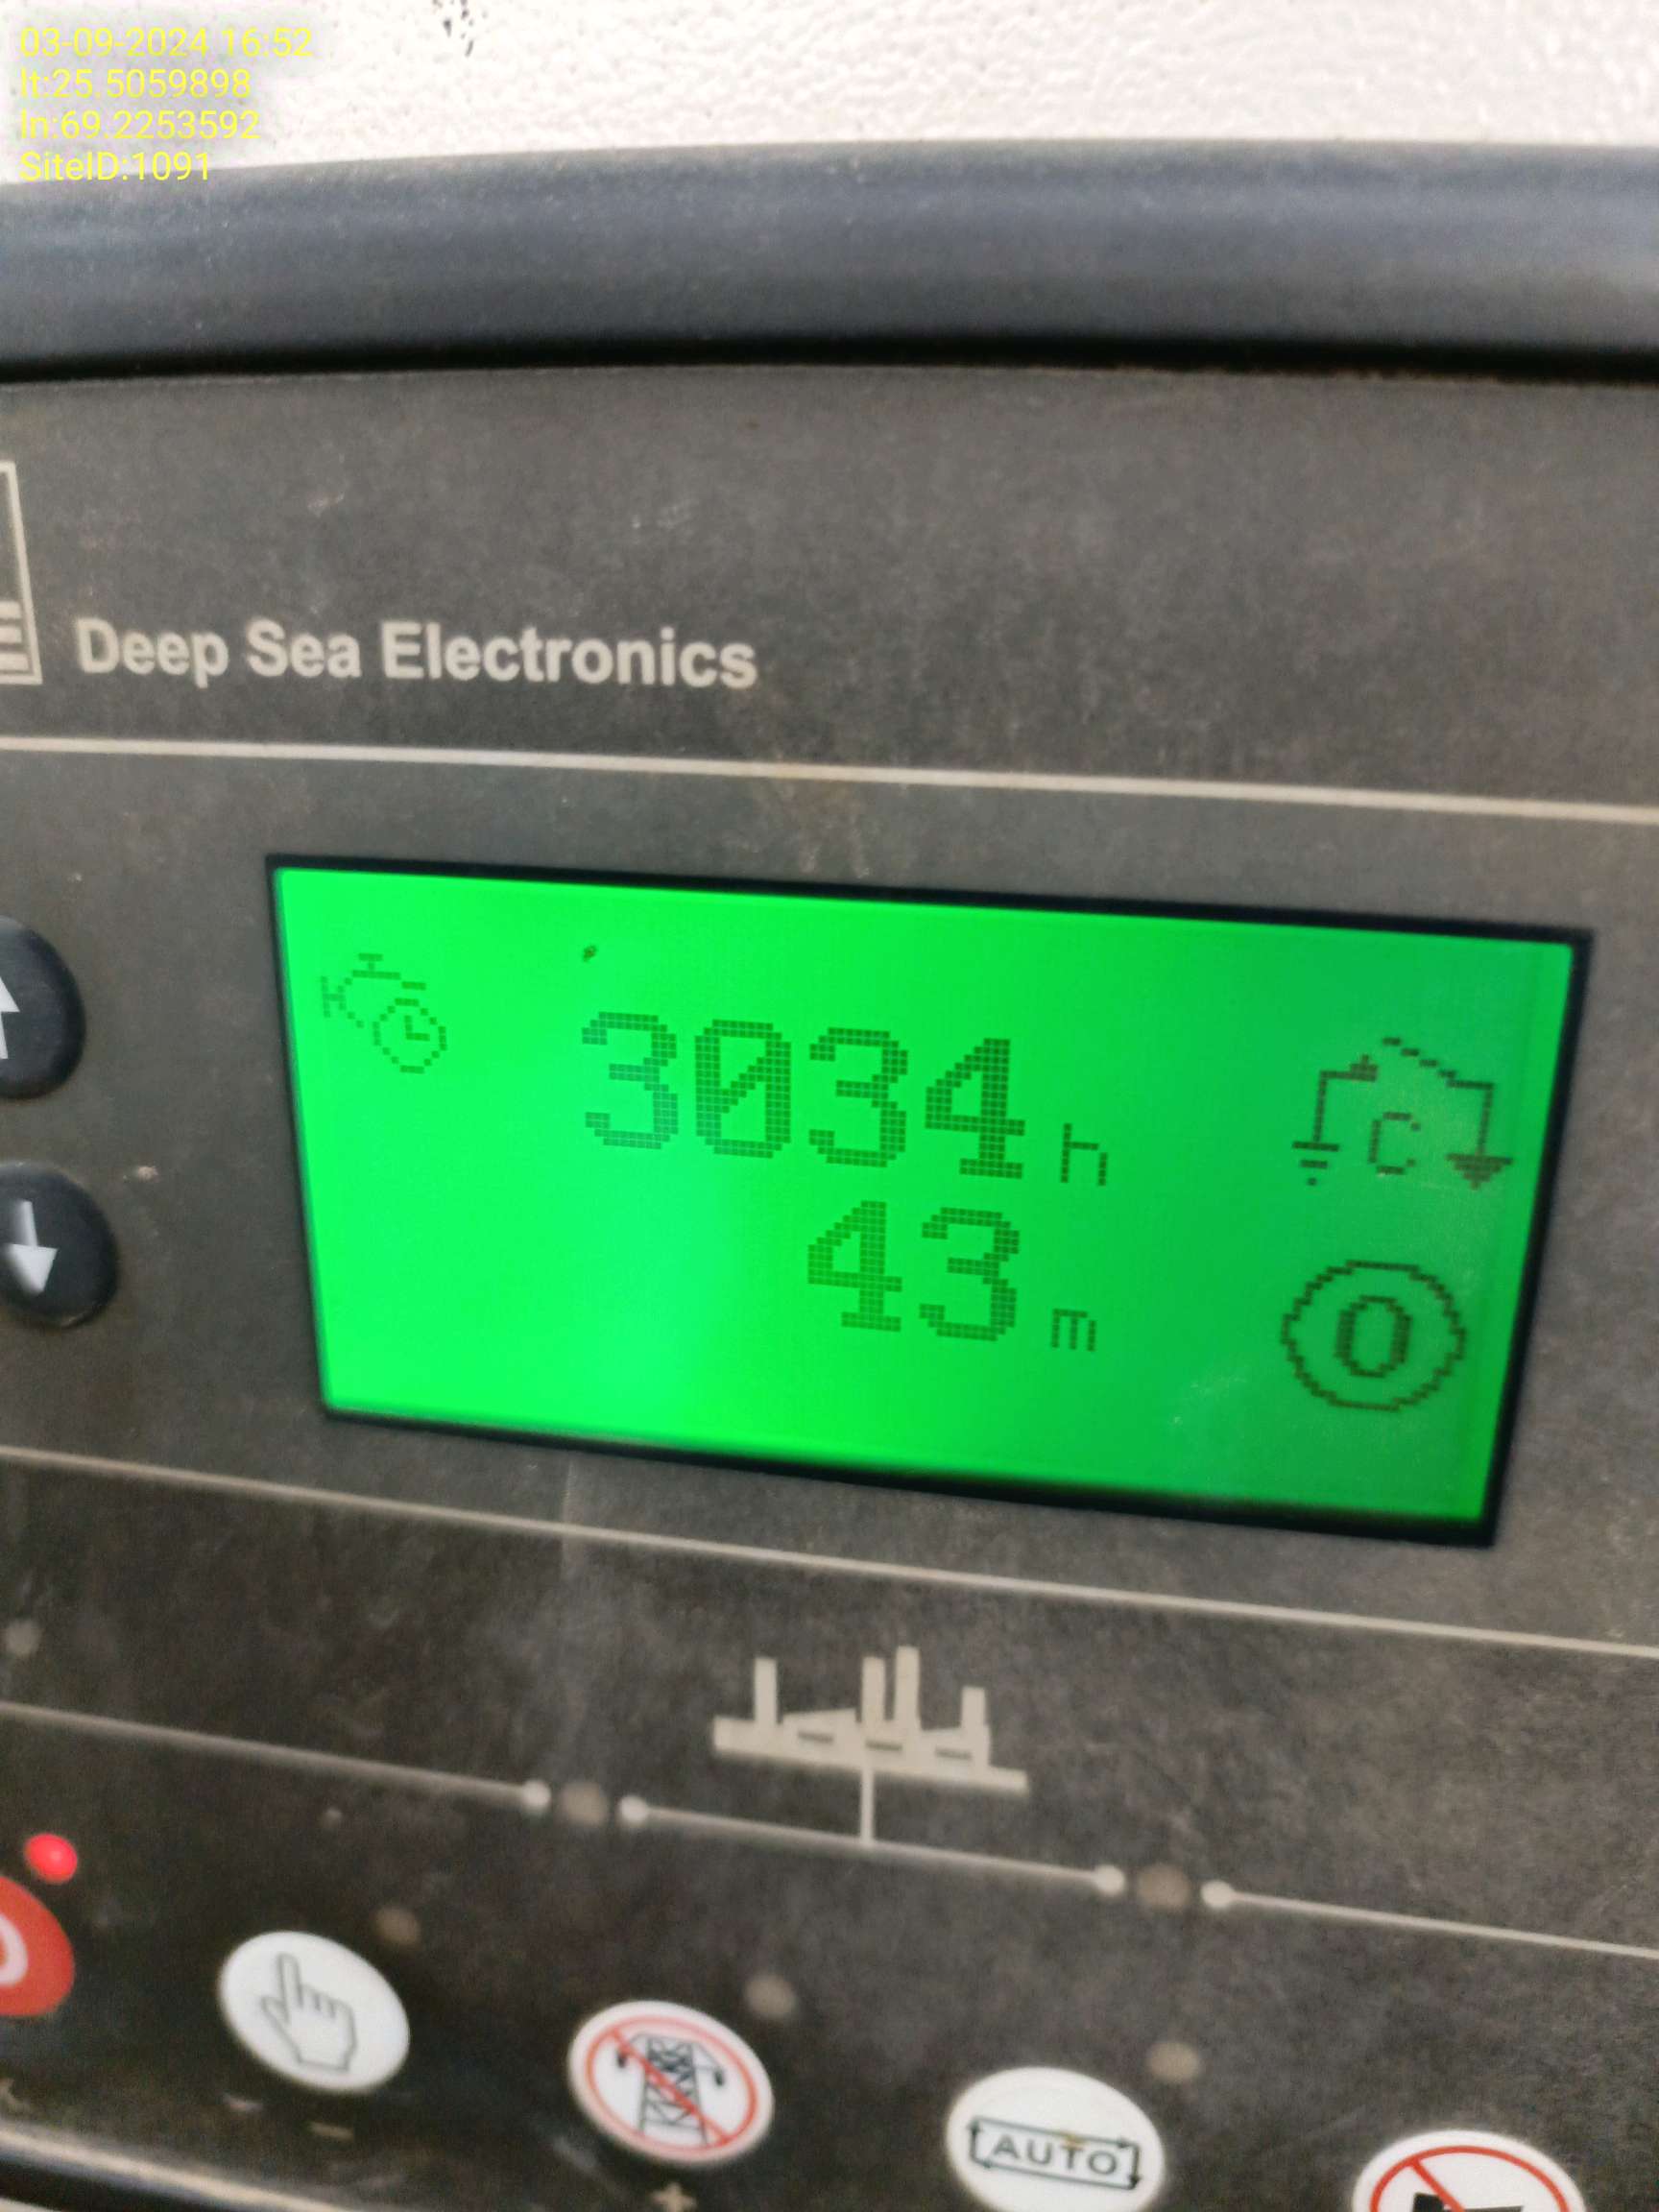 03-09-2024 16:52
lt:25.5059898
ln:69.2253592
SiteID:1091
E Deep Sea Electronics
3034 h
C
43 m
0
AUTO